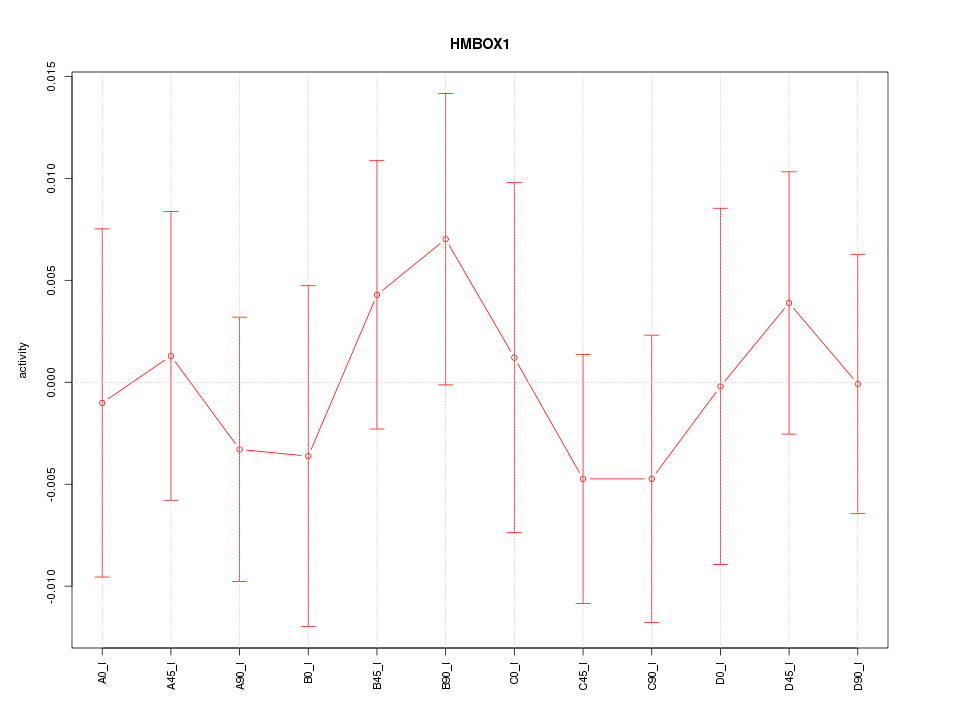 HMBOX1
0.015
0.010
0.005
0.000
-0.005
-0.010
activity
A0_I
A45_I
A90_I
B0_I
B45_I
B90_I
C0_I
C45_I
C90_I
D0_I
D45_I
D90_I